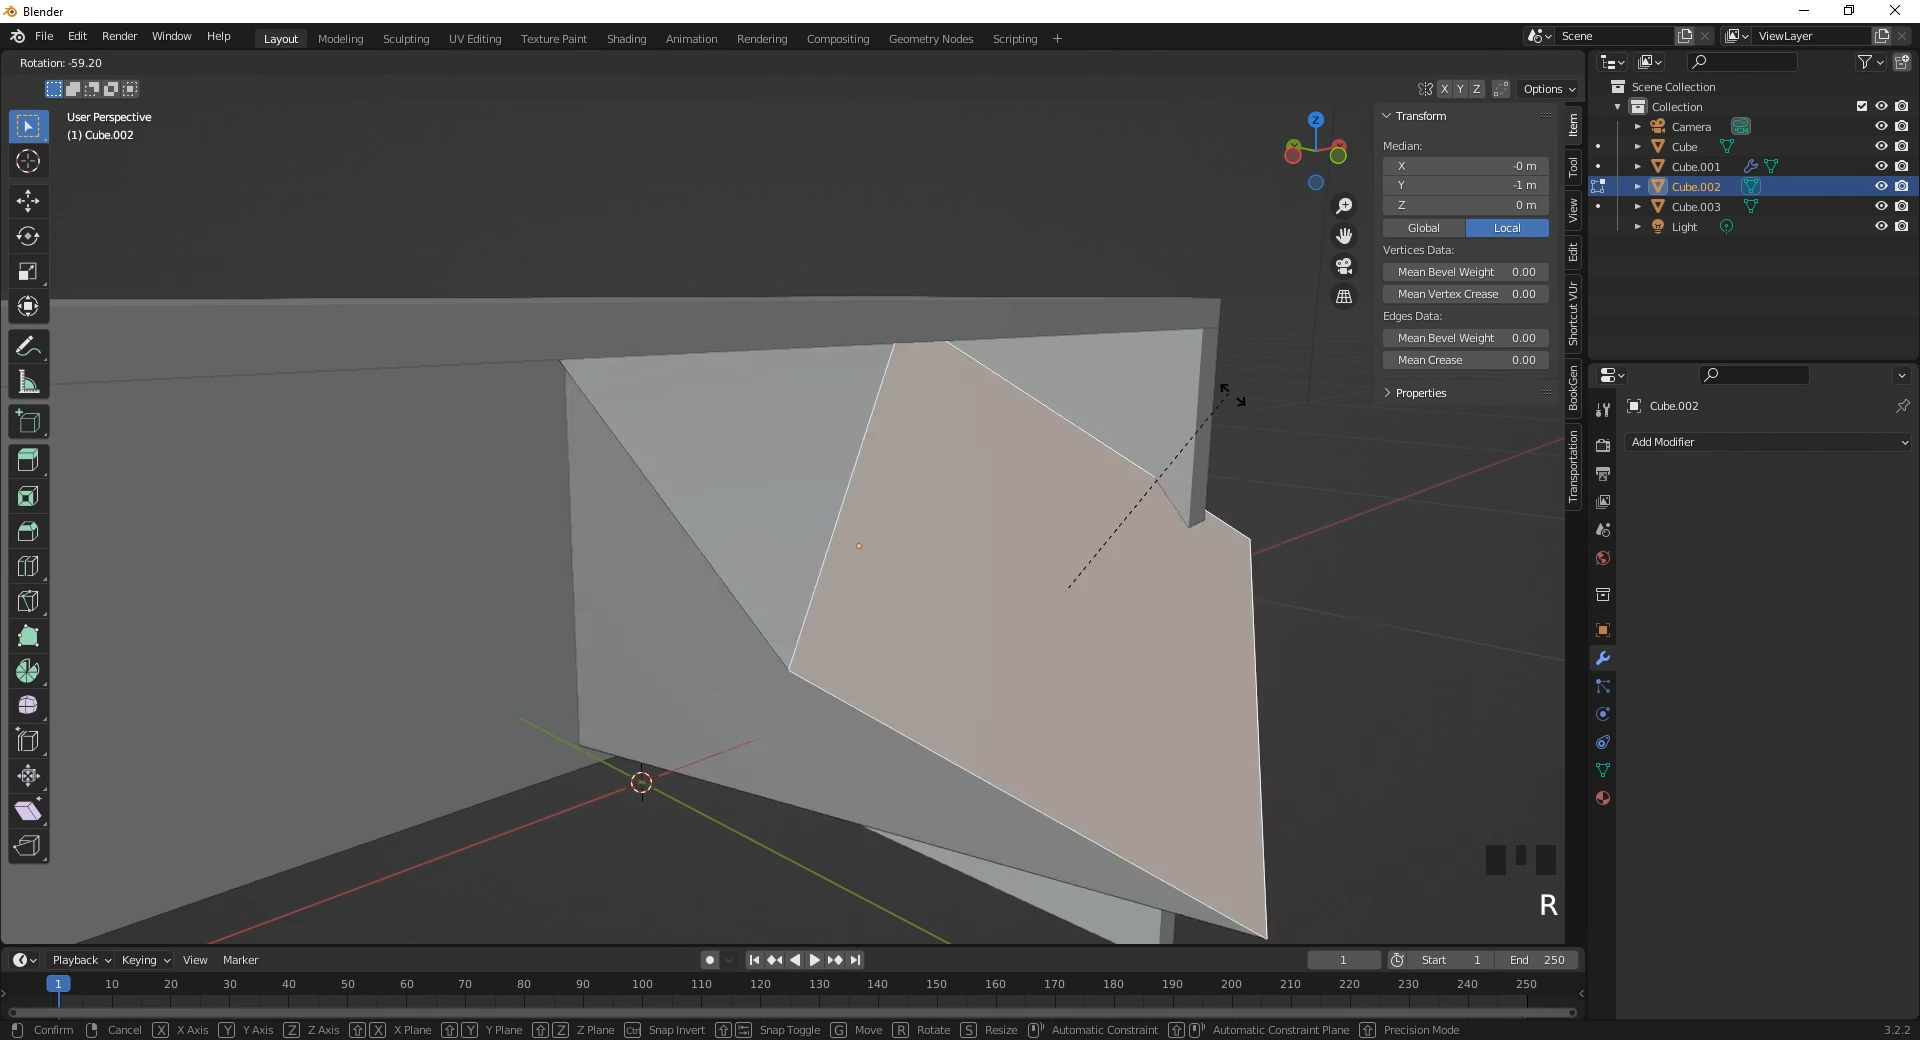 Blender
File Edit Render Window Help
Layout Modeling Sculpting UV Editing Texture Paint Shading Animation Rendering Compositing Geometry Nodes Scripting +
Scene
ViewLayer
Rotation: -59.20
X Y Z
Options
User Perspective
(1) Cube.002
Z
Transform
Median:
X -0 m
Y -1 m
Z 0 m
Global Local
Vertices Data:
Mean Bevel Weight 0.00
Mean Vertex Crease 0.00
Edges Data:
Mean Bevel Weight 0.00
Mean Crease 0.00
Properties
Item
Tool
View
Edit
Shortcut VUr
BookGen
Transportation
Scene Collection
Collection
Camera
Cube
Cube.001
Cube.002
Cube.003
Light
Cube.002
Add Modifier
R
Playback Keying View Marker
1
Start 1
End 250
1 10 20 30 40 50 60 70 80 90 100 110 120 130 140 150 160 170 180 190 200 210 220 230 240 250
Confirm Cancel X X Axis Y Y Axis Z Z Axis X X Plane Y Y Plane Z Z Plane Ctrl Snap Invert Snap Toggle G Move R Rotate S Resize Automatic Constraint Automatic Constraint Plane Precision Mode
3.2.2